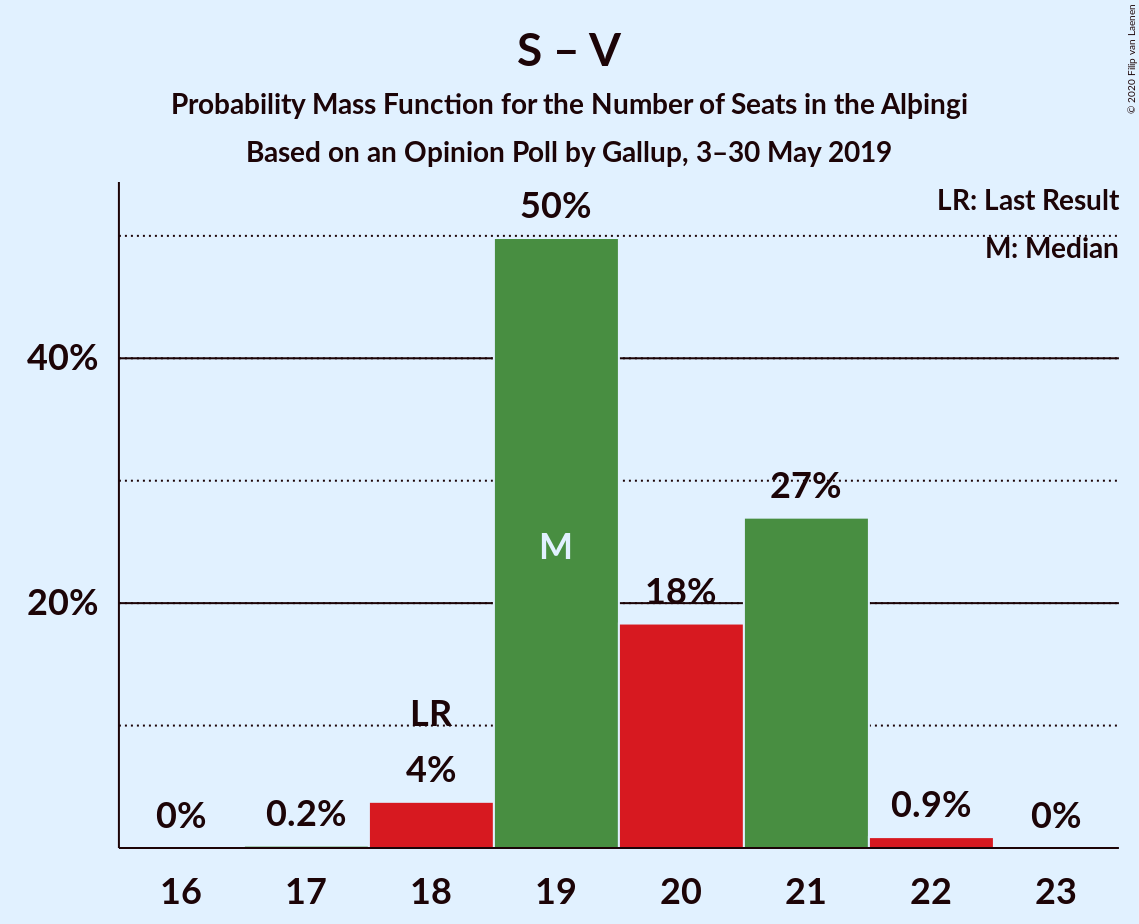 S – V
Probability Mass Function for the Number of Seats in the Alþingi
Based on an Opinion Poll by Gallup, 3–30 May 2019
© 2020 Filip van Laenen
LR: Last Result
M: Median
50%
40%
27%
M
18%
20%
LR
4%
0%
0.2%
0.9%
0%
16 17 18 19 20 21 22 23